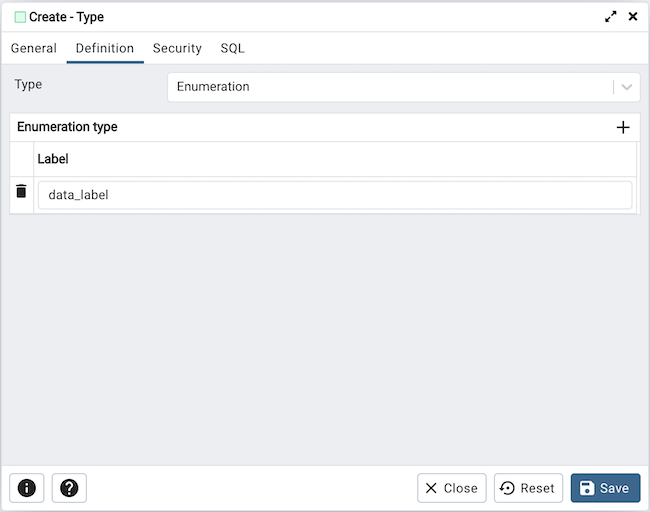 Create - Type
General Definition Security SQL
Type Enumeration
Enumeration type
Label
data_label
Close Reset Save